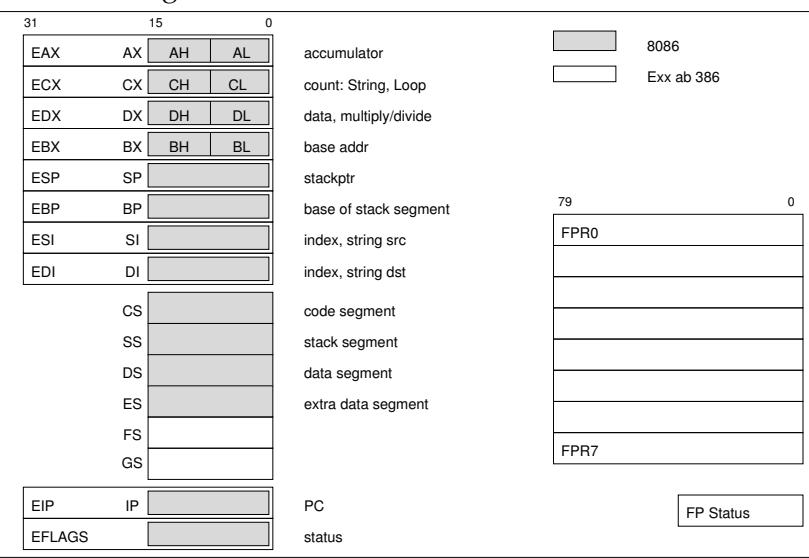 31 15 0
EAX AX AH AL accumulator
ECX CX CH CL count: String, Loop
EDX DX DH DL data, multiply/divide
EBX BX BH BL base addr
ESP SP stackptr
EBP BP base of stack segment
ESI SI index, string src
EDI DI index, string dst
CS code segment
SS stack segment
DS data segment
ES extra data segment
FS
GS
EIP IP PC
EFLAGS status
8086
Exx ab 386
79 0
FPR0
FPR7
FP Status